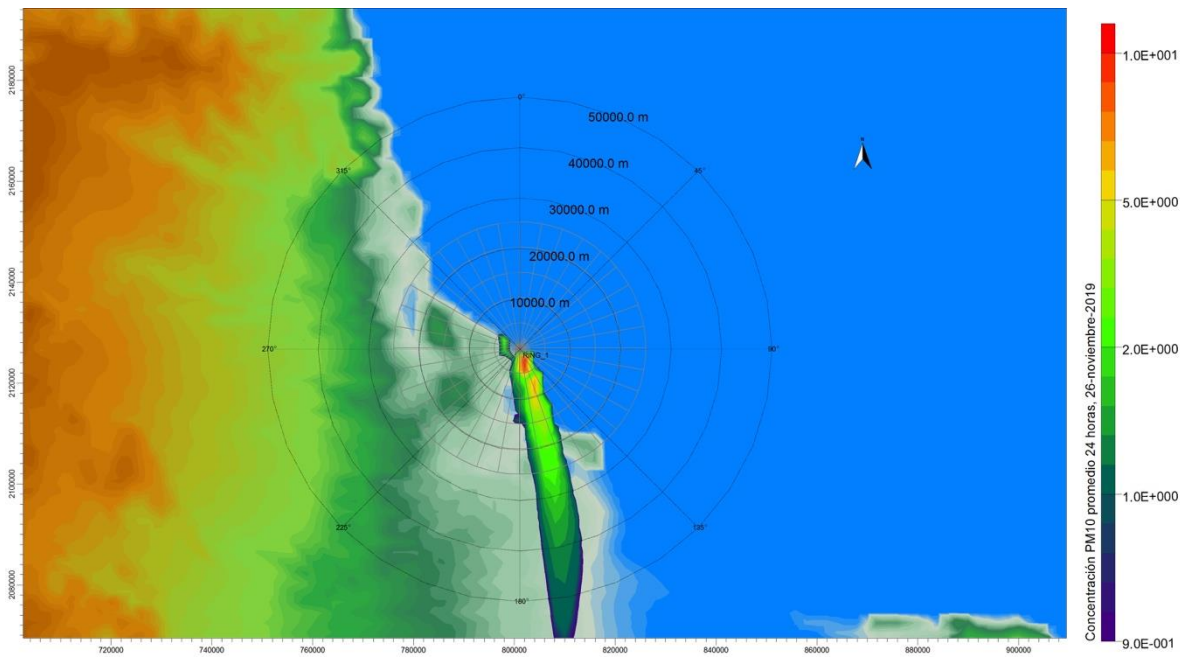 0°
50000.0 m
40000.0 m
30000.0 m
20000.0 m
10000.0 m
315°
45°
270°
90°
225°
135°
180°
RING_1
2180000
2160000
2140000
2120000
2100000
2080000
720000
740000
760000
780000
800000
820000
840000
860000
880000
900000
Concentración PM10 promedio 24 horas, 26-noviembre-2019
1.0E+001
5.0E+000
2.0E+000
1.0E+000
9.0E-001